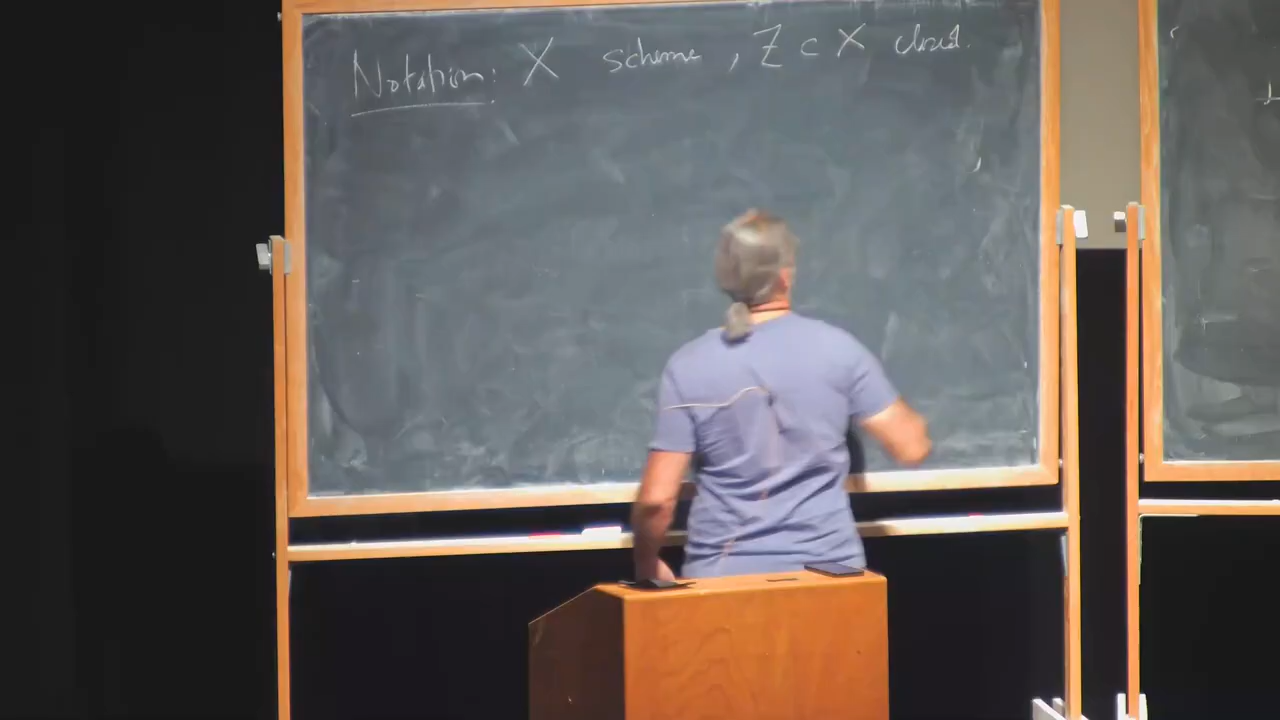 Notation: X scheme, Z ⊂ X closed.